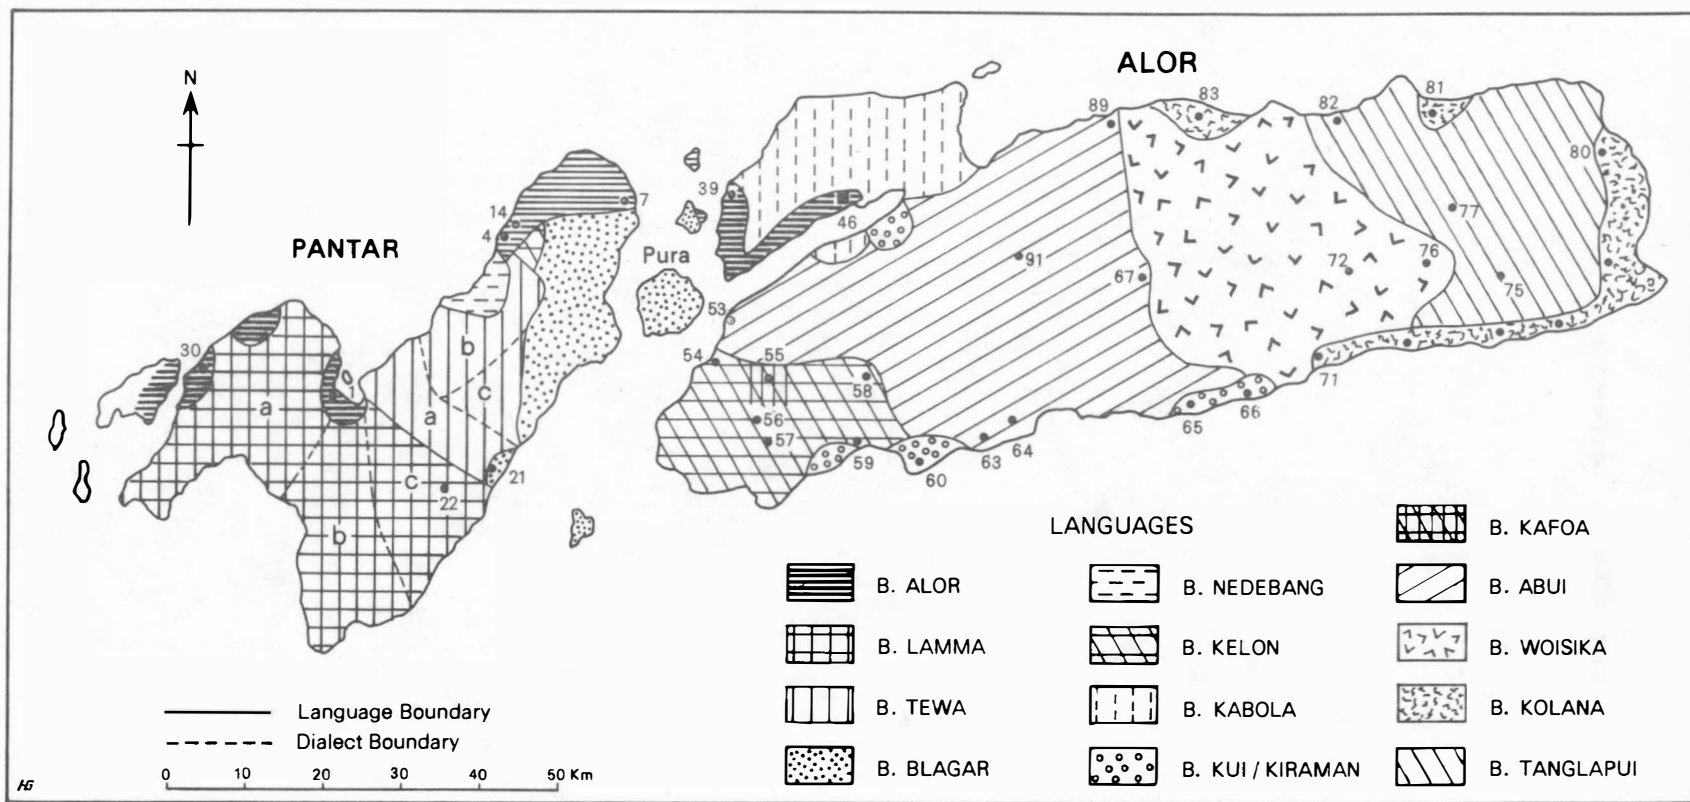 ALOR
N
PANTAR
Pura
89
83
82
81
80
39
7
14
4
46
77
76
72
75
91
67
53
30
54
55
58
71
b
c
a
a
56
57
66
65
64
63
59
60
c
22
21
b
LANGUAGES
B. ALOR
B. LAMMA
B. TEWA
B. BLAGAR
B. NEDEBANG
B. KELON
B. KABOLA
B. KUI / KIRAMAN
B. KAFOA
B. ABUI
B. WOISIKA
B. KOLANA
B. TANGLAPUI
Language Boundary
Dialect Boundary
0 10 20 30 40 50 Km
HG